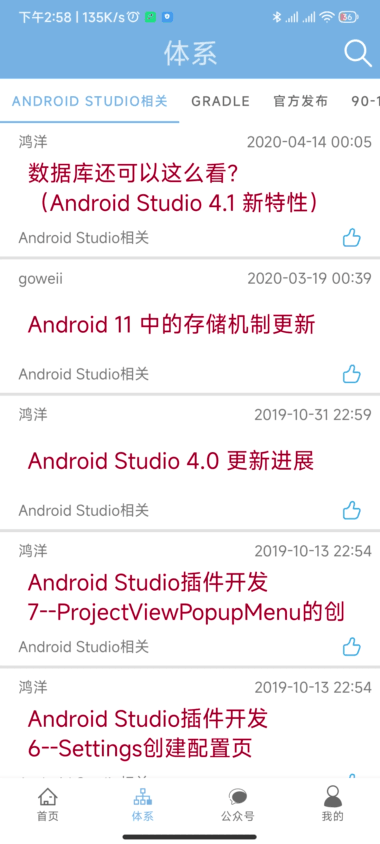 下午2:58 | 135K/s
36
体系
ANDROID STUDIO相关 GRADLE 官方发布 90-1
鸿洋 2020-04-14 00:05
数据库还可以这么看?
（Android Studio 4.1 新特性）
Android Studio相关
goweii 2020-03-19 00:39
Android 11 中的存储机制更新
Android Studio相关
鸿洋 2019-10-31 22:59
Android Studio 4.0 更新进展
Android Studio相关
鸿洋 2019-10-13 22:54
Android Studio插件开发
7--ProjectViewPopupMenu的创
Android Studio相关
鸿洋 2019-10-13 22:54
Android Studio插件开发
6--Settings创建配置页
首页 体系 公众号 我的